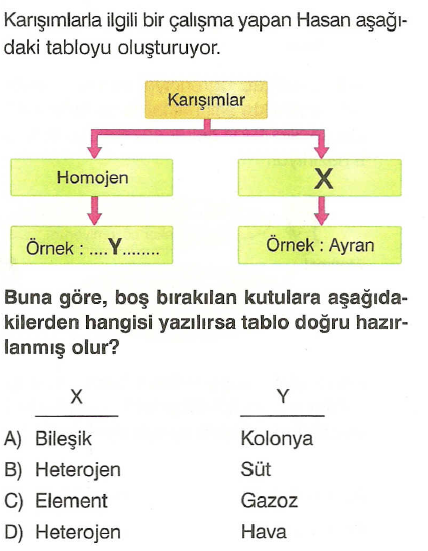 Karışımlarla ilgili bir çalışma yapan Hasan aşağı-
daki tabloyu oluşturuyor.
Karışımlar
Homojen X
Örnek : ....Y........ Örnek : Ayran
Buna göre, boş bırakılan kutulara aşağıda-
kilerden hangisi yazılırsa tablo doğru hazır-
lanmış olur?
X Y
A) Bileşik Kolonya
B) Heterojen Süt
C) Element Gazoz
D) Heterojen Hava